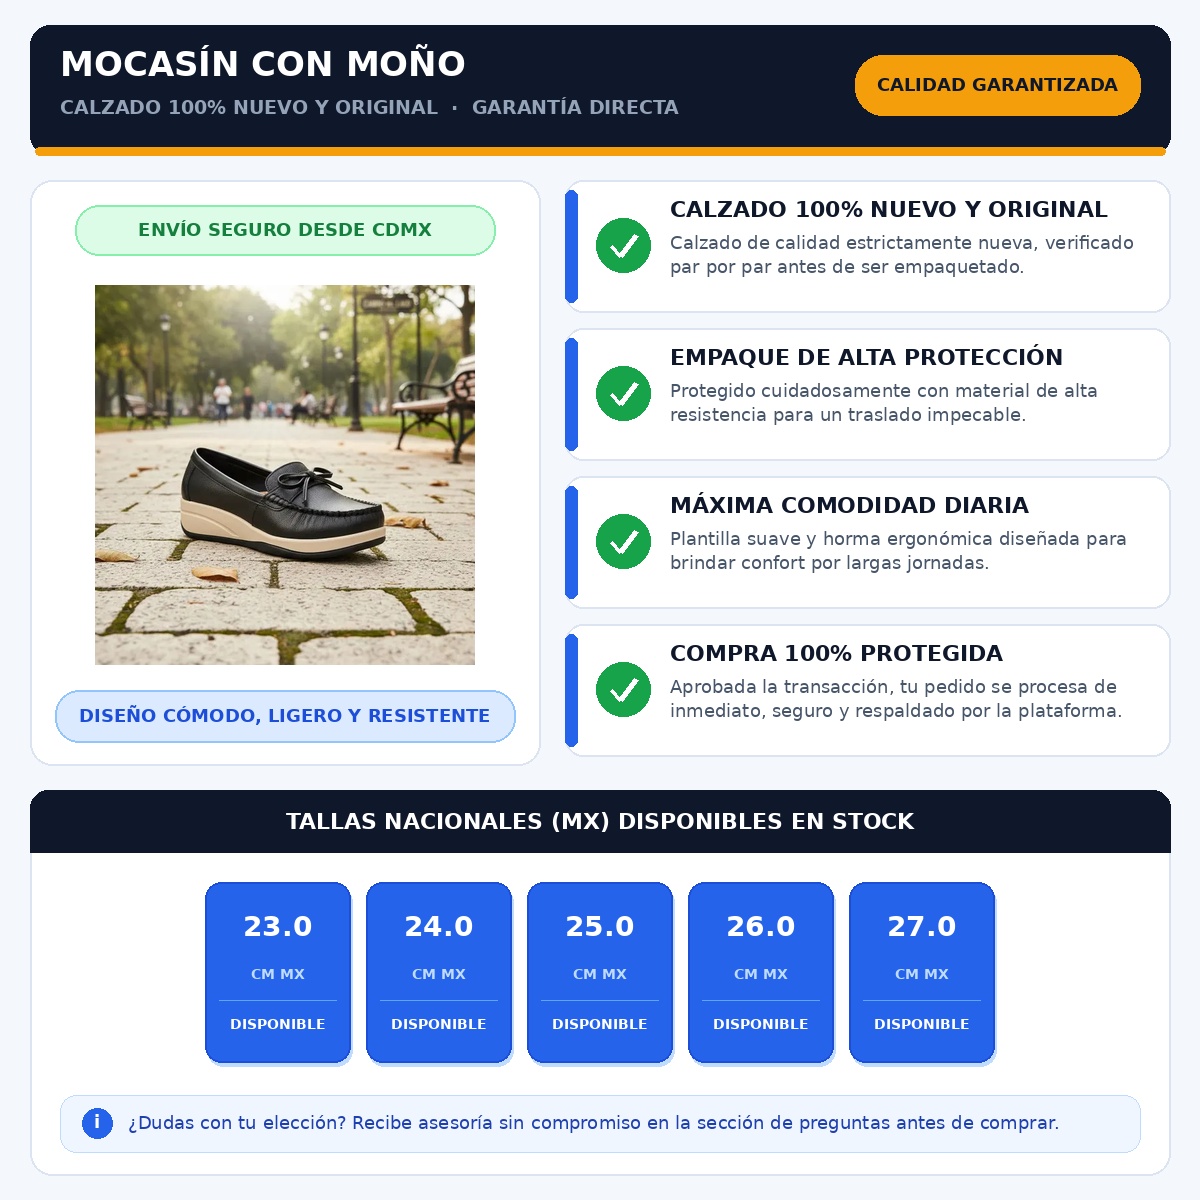 MOCASÍN CON MOÑO
CALZADO 100% NUEVO Y ORIGINAL · GARANTÍA DIRECTA
CALIDAD GARANTIZADA
ENVÍO SEGURO DESDE CDMX
DISEÑO CÓMODO, LIGERO Y RESISTENTE
CALZADO 100% NUEVO Y ORIGINAL
Calzado de calidad estrictamente nueva, verificado
par por par antes de ser empaquetado.
EMPAQUE DE ALTA PROTECCIÓN
Protegido cuidadosamente con material de alta
resistencia para un traslado impecable.
MÁXIMA COMODIDAD DIARIA
Plantilla suave y horma ergonómica diseñada para
brindar confort por largas jornadas.
COMPRA 100% PROTEGIDA
Aprobada la transacción, tu pedido se procesa de
inmediato, seguro y respaldado por la plataforma.
TALLAS NACIONALES (MX) DISPONIBLES EN STOCK
23.0
CM MX
DISPONIBLE
24.0
CM MX
DISPONIBLE
25.0
CM MX
DISPONIBLE
26.0
CM MX
DISPONIBLE
27.0
CM MX
DISPONIBLE
i ¿Dudas con tu elección? Recibe asesoría sin compromiso en la sección de preguntas antes de comprar.